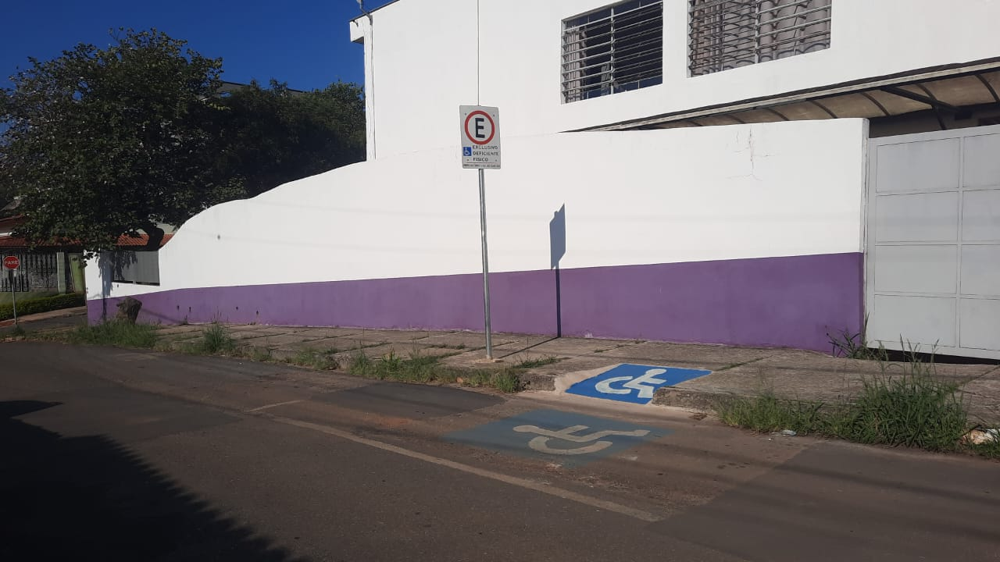 E
EXCLUSIVO
DEFICIENTE
FÍSICO
PARE